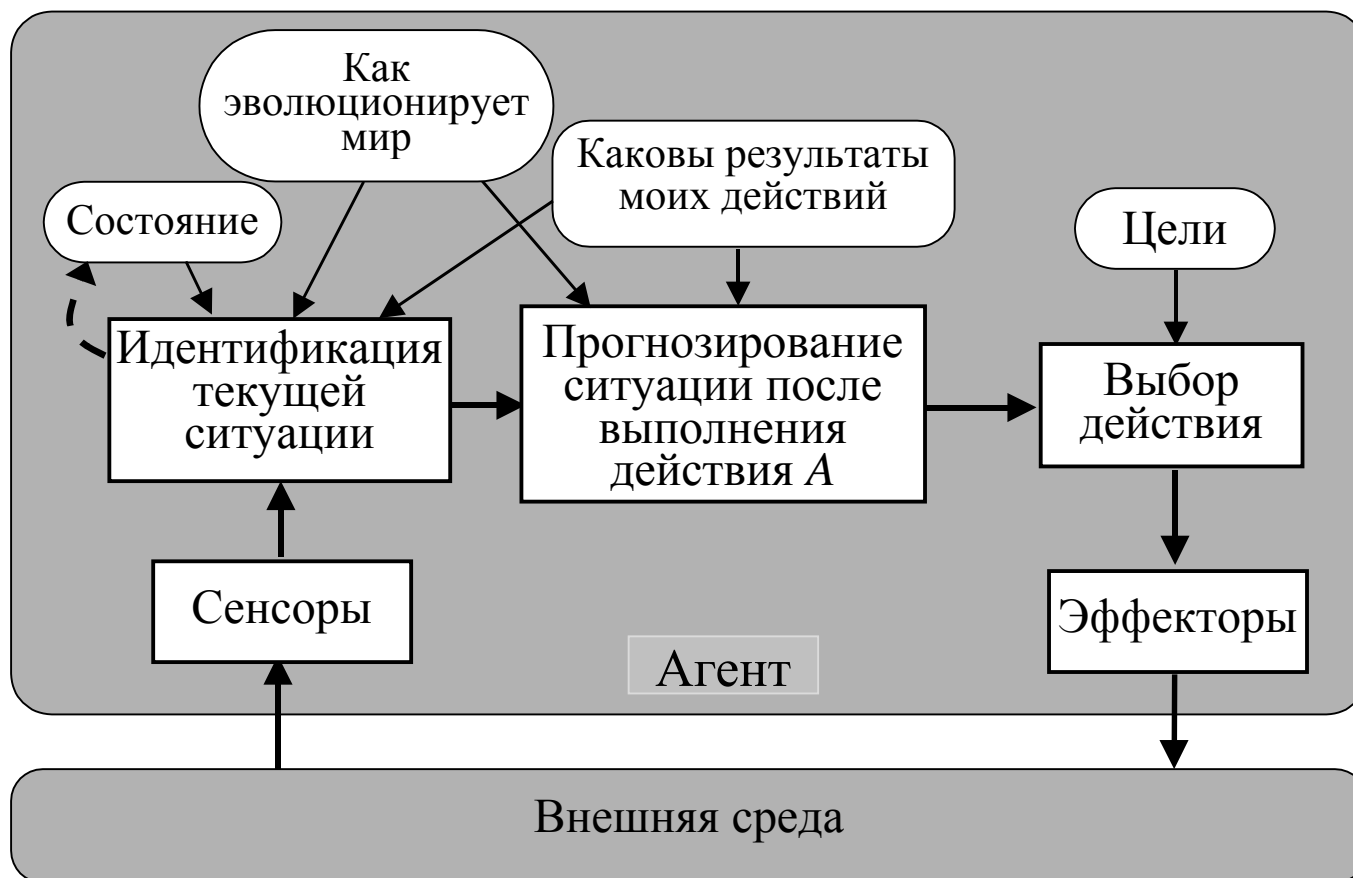 Как
эволюционирует
мир
Каковы результаты
моих действий
Состояние
Цели
Идентификация
текущей
ситуации
Прогнозирование
ситуации после
выполнения
действия A
Выбор
действия
Сенсоры
Эффекторы
Агент
Внешняя среда